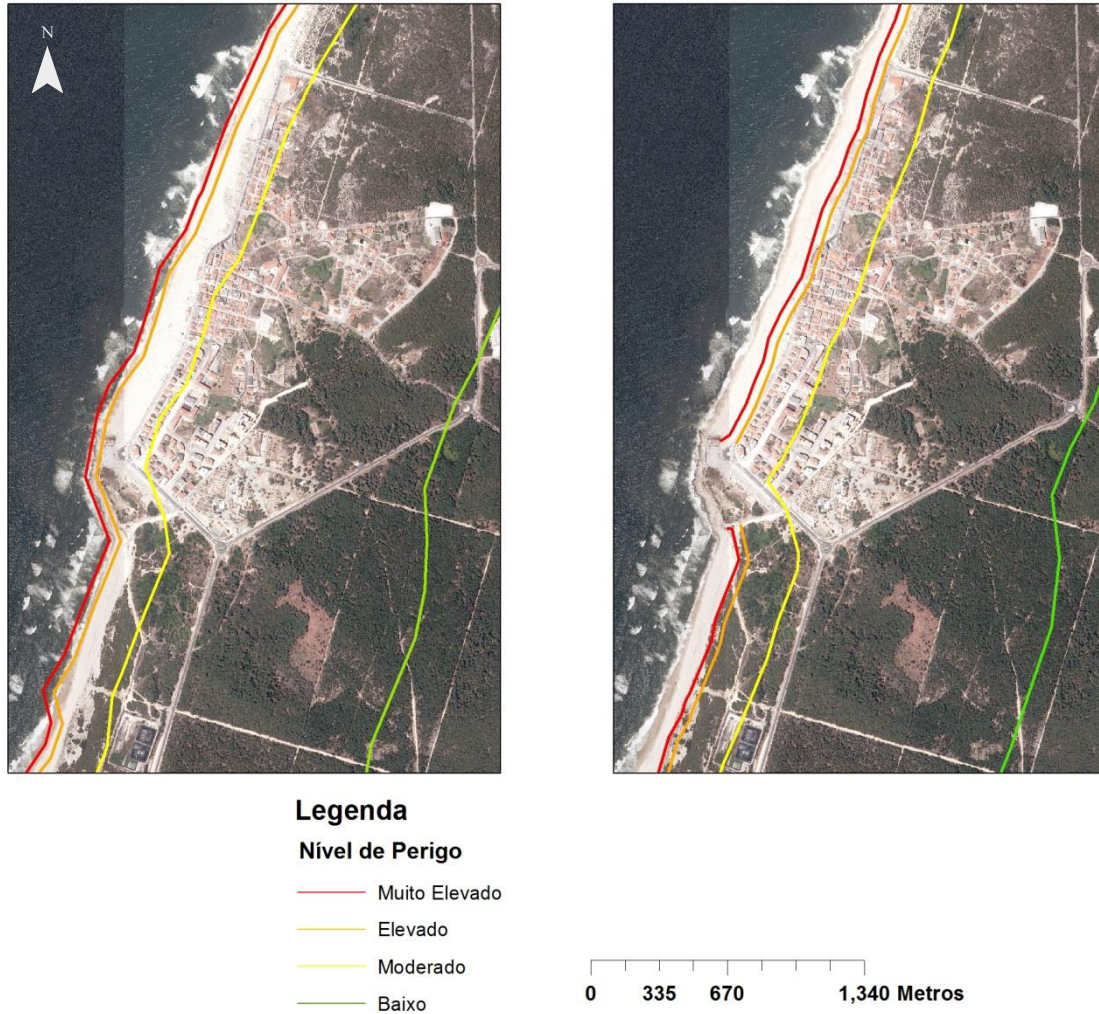 N
Legenda
Nível de Perigo
Muito Elevado
Elevado
Moderado
Baixo
0 335 670 1,340 Metros